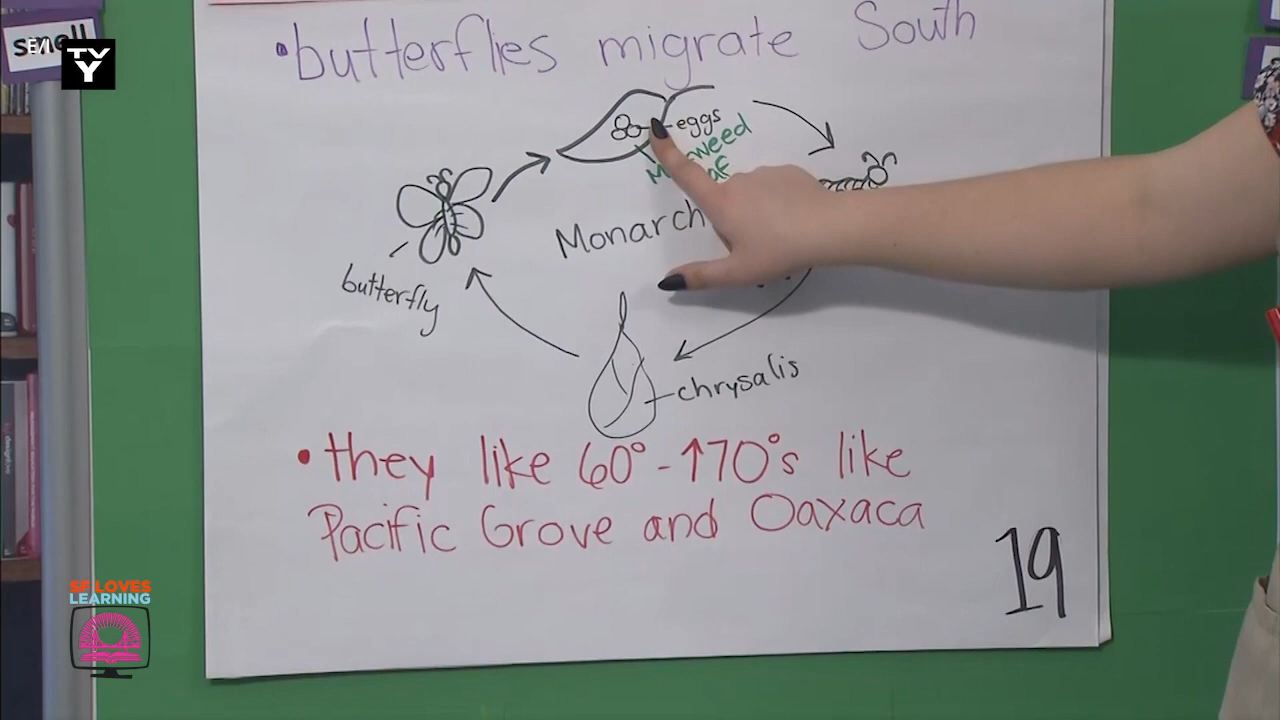 smell
E/I
TV
Y
•butterflies migrate South
eggs
Monarch
butterfly
chrysalis
•they like 60°-↑70°s like
Pacific Grove and Oaxaca
19
SF LOVES
LEARNING